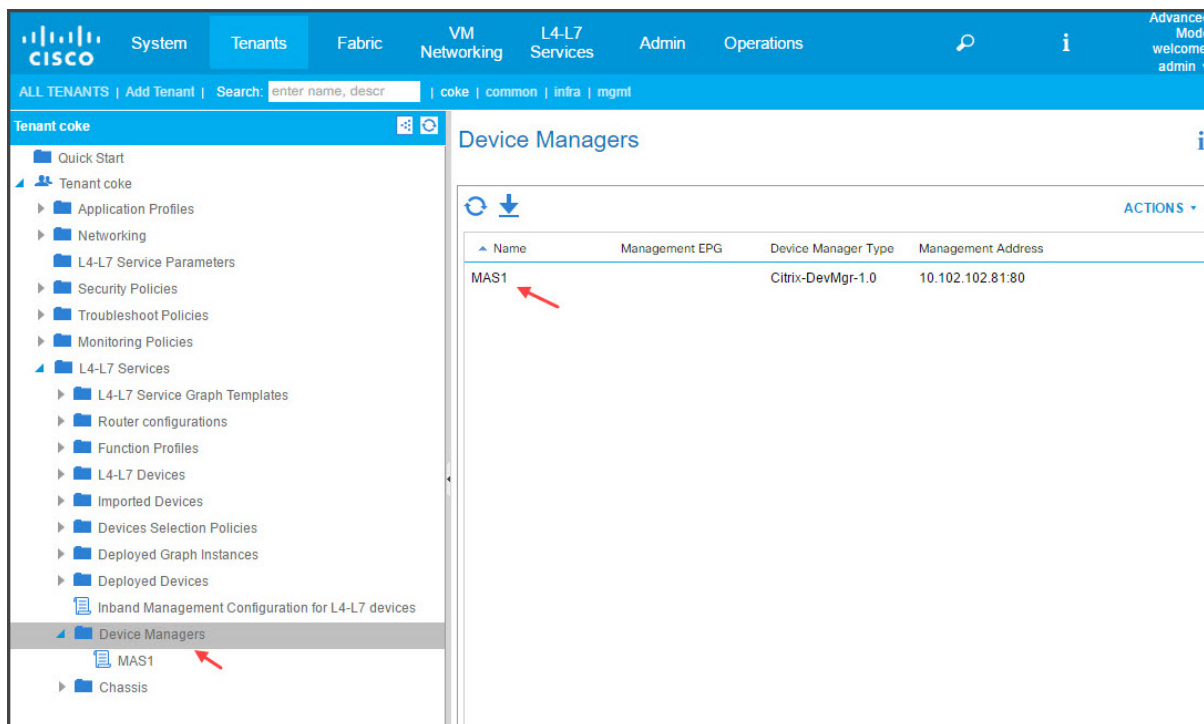 Advanced
Mode
welcome
admin
CISCO System Tenants Fabric VM Networking L4-L7 Services Admin Operations i
ALL TENANTS | Add Tenant | Search: enter name, descr | coke | common | infra | mgmt
Tenant coke
Quick Start
Tenant coke
Application Profiles
Networking
L4-L7 Service Parameters
Security Policies
Troubleshoot Policies
Monitoring Policies
L4-L7 Services
L4-L7 Service Graph Templates
Router configurations
Function Profiles
L4-L7 Devices
Imported Devices
Devices Selection Policies
Deployed Graph Instances
Deployed Devices
Inband Management Configuration for L4-L7 devices
Device Managers
MAS1
Chassis
Device Managers i
ACTIONS
Name Management EPG Device Manager Type Management Address
MAS1 Citrix-DevMgr-1.0 10.102.102.81:80